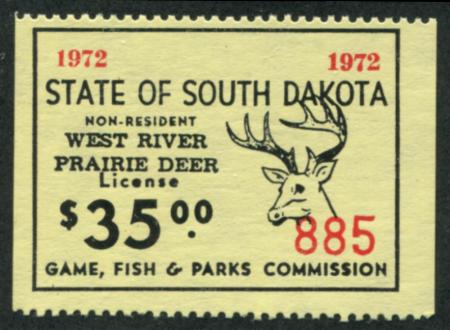 1972 1972
STATE OF SOUTH DAKOTA
NON-RESIDENT
WEST RIVER
PRAIRIE DEER
License
$35.00
885
GAME, FISH & PARKS COMMISSION